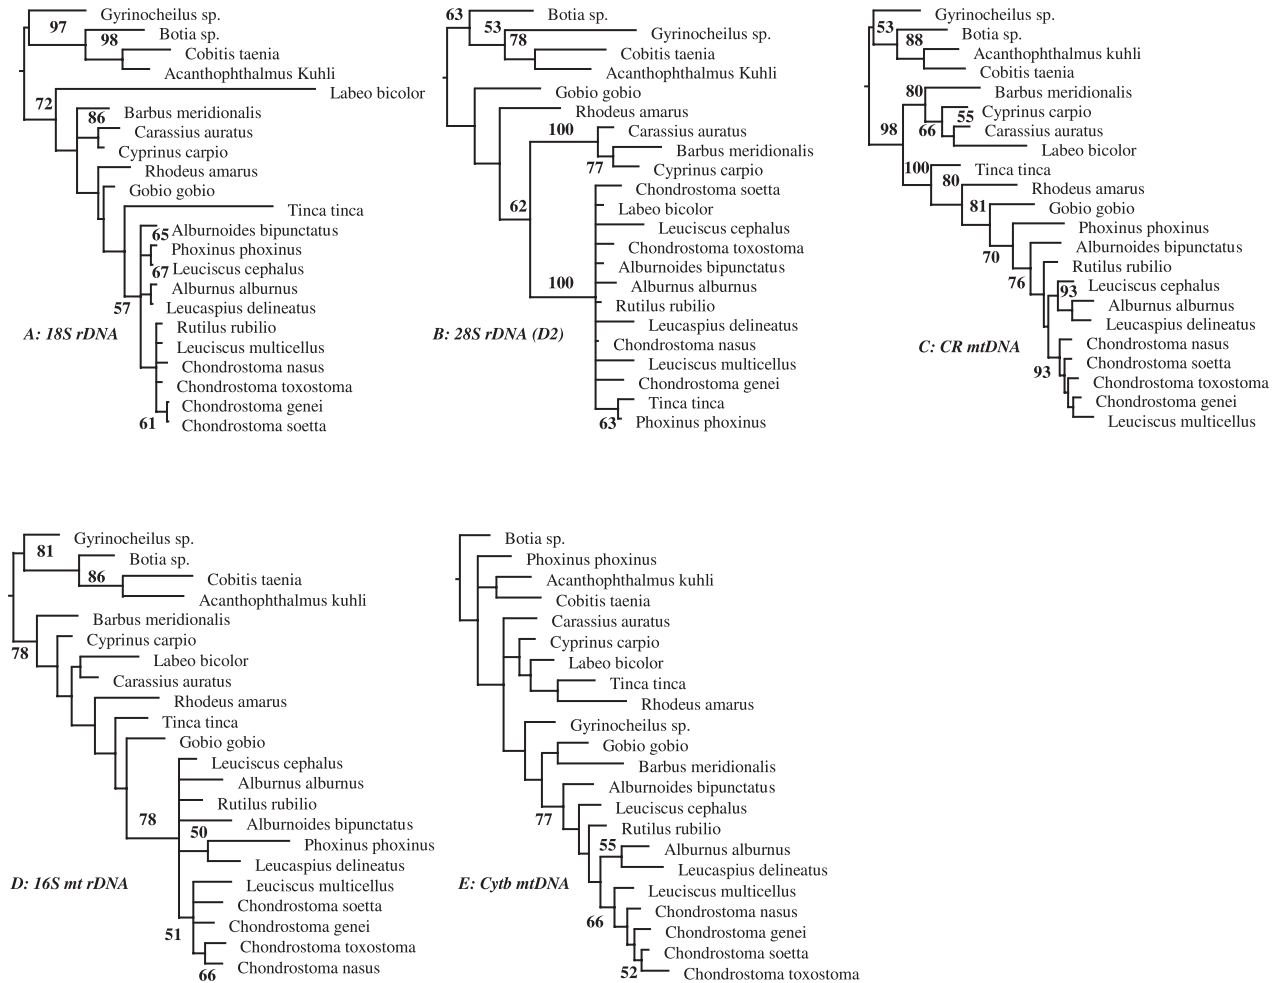 Gyrinocheilus sp.
97
Botia sp.
98
Cobitis taenia
Acanthophthalmus Kuhli
Labeo bicolor
72
Barbus meridionalis
86
Carassius auratus
Cyprinus carpio
Rhodeus amarus
Gobio gobio
Tinca tinca
Alburnoides bipunctatus
65
Phoxinus phoxinus
Leuciscus cephalus
67
Alburnus alburnus
57
Leucaspius delineatus
Rutilus rubilio
A: 18S rDNA
Leuciscus multicellus
Chondrostoma nasus
Chondrostoma toxostoma
Chondrostoma genei
61
Chondrostoma soetta
63
Botia sp.
53
Gyrinocheilus sp.
78
Cobitis taenia
Acanthophthalmus Kuhli
Gobio gobio
Rhodeus amarus
100
Carassius auratus
Barbus meridionalis
77
Cyprinus carpio
Chondrostoma soetta
62
Labeo bicolor
Leuciscus cephalus
Chondrostoma toxostoma
Alburnoides bipunctatus
100
Alburnus alburnus
Rutilus rubilio
Leucaspius delineatus
B: 28S rDNA (D2)
Chondrostoma nasus
Leuciscus multicellus
Chondrostoma genei
Tinca tinca
63
Phoxinus phoxinus
Gyrinocheilus sp.
53
Botia sp.
88
Acanthophthalmus kuhli
Cobitis taenia
80
Barbus meridionalis
Cyprinus carpio
55
98
66
Carassius auratus
Labeo bicolor
100
Tinca tinca
80
Rhodeus amarus
81
Gobio gobio
Phoxinus phoxinus
70
Alburnoides bipunctatus
Rutilus rubilio
76
Leuciscus cephalus
93
Alburnus alburnus
Leucaspius delineatus
C: CR mtDNA
Chondrostoma nasus
Chondrostoma soetta
93
Chondrostoma toxostoma
Chondrostoma genei
Leuciscus multicellus
Gyrinocheilus sp.
81
Botia sp.
86
Cobitis taenia
Acanthophthalmus kuhli
Barbus meridionalis
78
Cyprinus carpio
Labeo bicolor
Carassius auratus
Rhodeus amarus
Tinca tinca
Gobio gobio
Leuciscus cephalus
Alburnus alburnus
Rutilus rubilio
78
Alburnoides bipunctatus
50
Phoxinus phoxinus
Leucaspius delineatus
D: 16S mt rDNA
Leuciscus multicellus
Chondrostoma soetta
Chondrostoma genei
51
Chondrostoma toxostoma
66
Chondrostoma nasus
Botia sp.
Phoxinus phoxinus
Acanthophthalmus kuhli
Cobitis taenia
Carassius auratus
Cyprinus carpio
Labeo bicolor
Tinca tinca
Rhodeus amarus
Gyrinocheilus sp.
Gobio gobio
Barbus meridionalis
Alburnoides bipunctatus
77
Leuciscus cephalus
Rutilus rubilio
55
Alburnus alburnus
Leucaspius delineatus
E: Cytb mtDNA
Leuciscus multicellus
66
Chondrostoma nasus
Chondrostoma genei
Chondrostoma soetta
52
Chondrostoma toxostoma